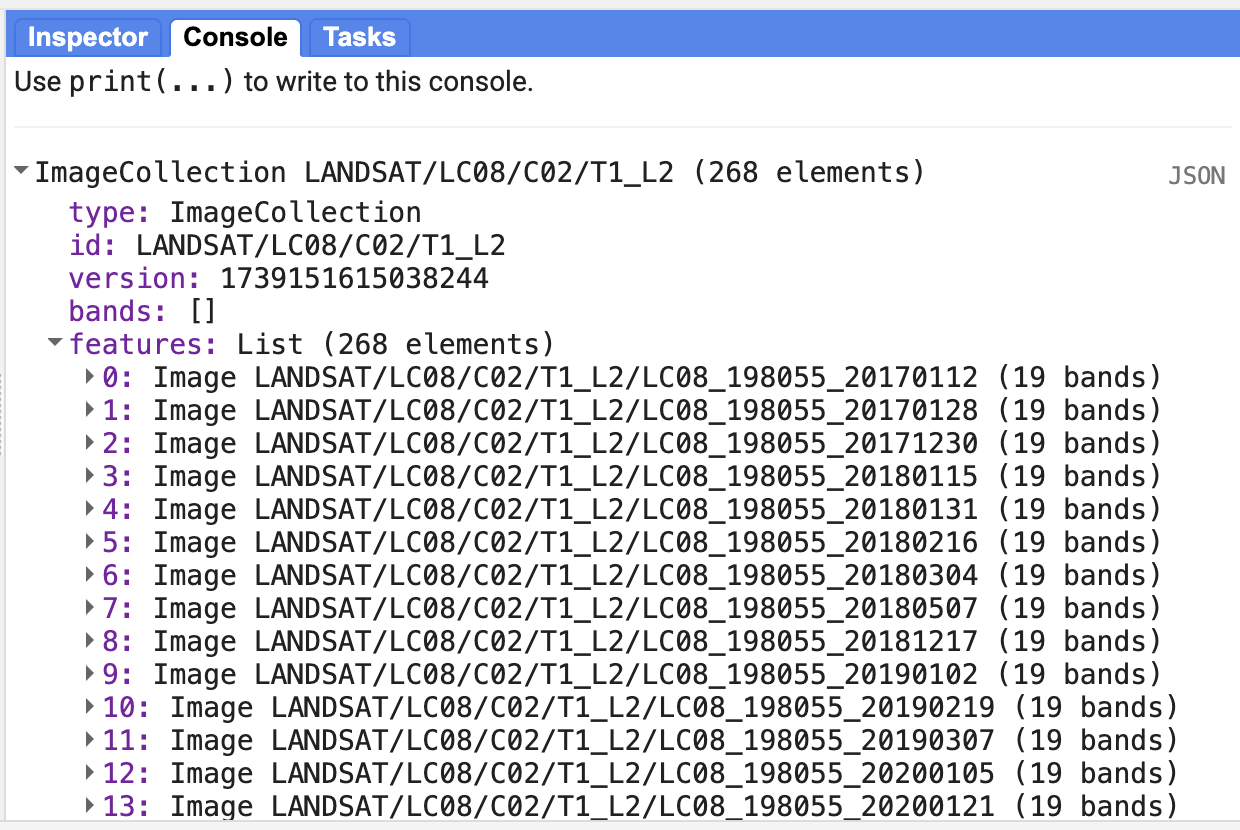 Inspector Console Tasks
Use print(...) to write to this console.
ImageCollection LANDSAT/LC08/C02/T1_L2 (268 elements) JSON
type: ImageCollection
id: LANDSAT/LC08/C02/T1_L2
version: 1739151615038244
bands: []
features: List (268 elements)
0: Image LANDSAT/LC08/C02/T1_L2/LC08_198055_20170112 (19 bands)
1: Image LANDSAT/LC08/C02/T1_L2/LC08_198055_20170128 (19 bands)
2: Image LANDSAT/LC08/C02/T1_L2/LC08_198055_20171230 (19 bands)
3: Image LANDSAT/LC08/C02/T1_L2/LC08_198055_20180115 (19 bands)
4: Image LANDSAT/LC08/C02/T1_L2/LC08_198055_20180131 (19 bands)
5: Image LANDSAT/LC08/C02/T1_L2/LC08_198055_20180216 (19 bands)
6: Image LANDSAT/LC08/C02/T1_L2/LC08_198055_20180304 (19 bands)
7: Image LANDSAT/LC08/C02/T1_L2/LC08_198055_20180507 (19 bands)
8: Image LANDSAT/LC08/C02/T1_L2/LC08_198055_20181217 (19 bands)
9: Image LANDSAT/LC08/C02/T1_L2/LC08_198055_20190102 (19 bands)
10: Image LANDSAT/LC08/C02/T1_L2/LC08_198055_20190219 (19 bands)
11: Image LANDSAT/LC08/C02/T1_L2/LC08_198055_20190307 (19 bands)
12: Image LANDSAT/LC08/C02/T1_L2/LC08_198055_20200105 (19 bands)
13: Image LANDSAT/LC08/C02/T1_L2/LC08_198055_20200121 (19 bands)